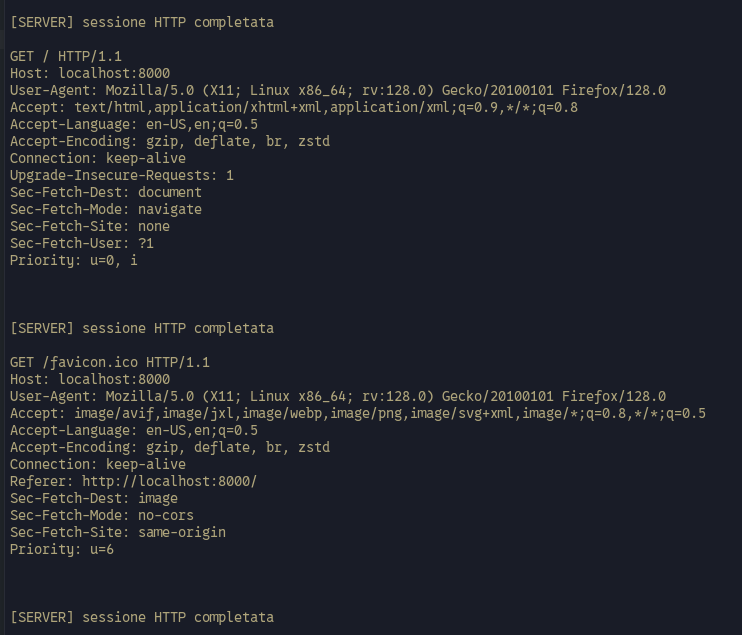 [SERVER] sessione HTTP completata
GET / HTTP/1.1
Host: localhost:8000
User-Agent: Mozilla/5.0 (X11; Linux x86_64; rv:128.0) Gecko/20100101 Firefox/128.0
Accept: text/html,application/xhtml+xml,application/xml;q=0.9,*/*;q=0.8
Accept-Language: en-US,en;q=0.5
Accept-Encoding: gzip, deflate, br, zstd
Connection: keep-alive
Upgrade-Insecure-Requests: 1
Sec-Fetch-Dest: document
Sec-Fetch-Mode: navigate
Sec-Fetch-Site: none
Sec-Fetch-User: ?1
Priority: u=0, i
[SERVER] sessione HTTP completata
GET /favicon.ico HTTP/1.1
Host: localhost:8000
User-Agent: Mozilla/5.0 (X11; Linux x86_64; rv:128.0) Gecko/20100101 Firefox/128.0
Accept: image/avif,image/jxl,image/webp,image/png,image/svg+xml,image/*;q=0.8,*/*;q=0.5
Accept-Language: en-US,en;q=0.5
Accept-Encoding: gzip, deflate, br, zstd
Connection: keep-alive
Referer: http://localhost:8000/
Sec-Fetch-Dest: image
Sec-Fetch-Mode: no-cors
Sec-Fetch-Site: same-origin
Priority: u=6
[SERVER] sessione HTTP completata